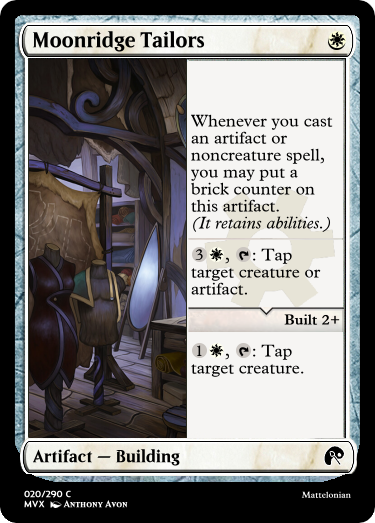 Moonridge Tailors
Whenever you cast
an artifact or
noncreature spell,
you may put a
brick counter on
this artifact.
(It retains abilities.)
3 , : Tap
target creature or
artifact.
Built 2+
1 , : Tap
target creature.
Artifact — Building
020/290 C
MVX Anthony Avon
Mattelonian